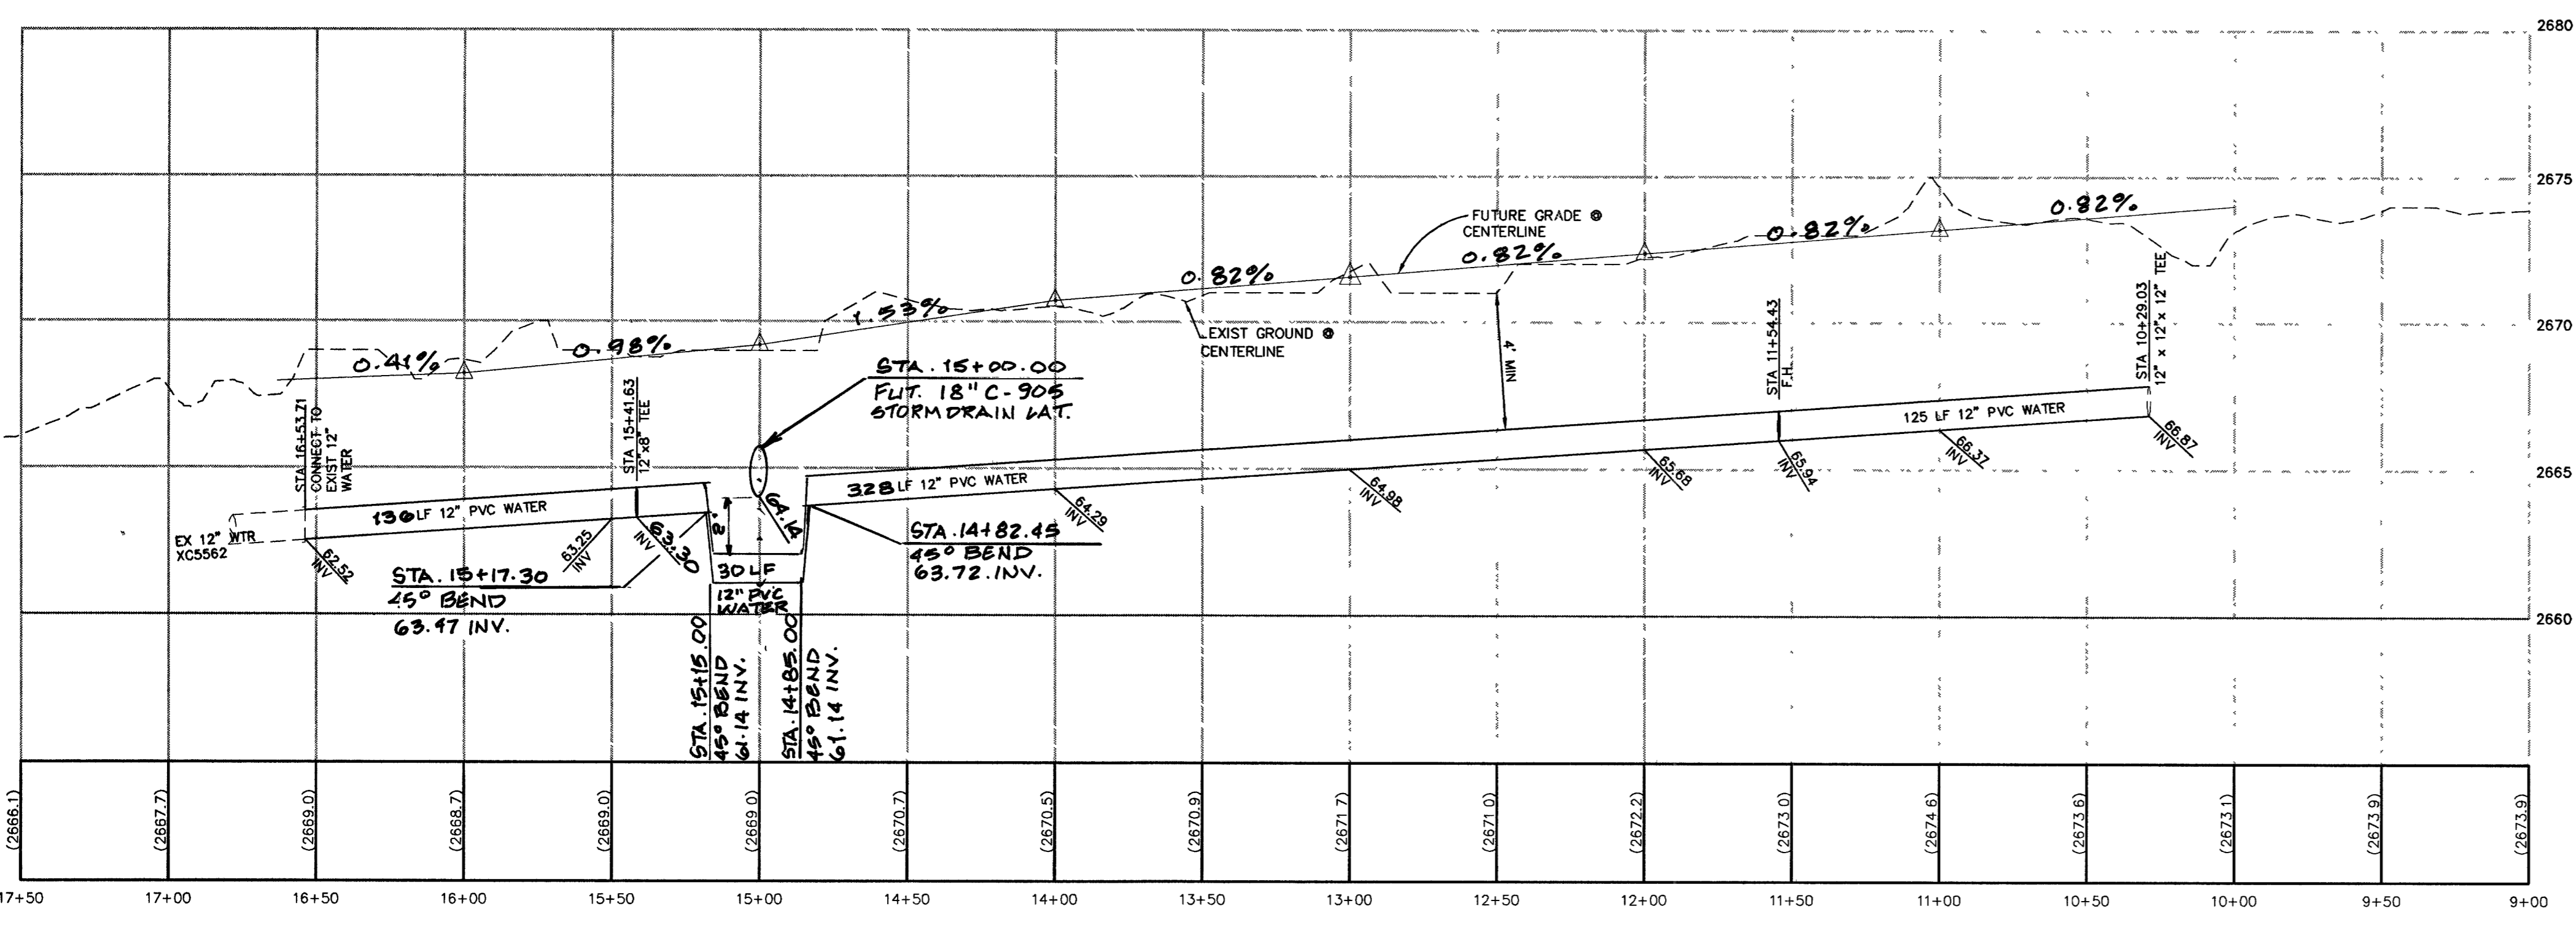 2680
2675
2670
2665
2660
0.41%
0.98%
1.53%
0.82%
0.82%
0.82%
0.82%
FUTURE GRADE @
CENTERLINE
EXIST GROUND @
CENTERLINE
4' MIN
STA 16+53.71
CONNECT TO
EXIST 12"
WATER
STA 15+41.63
12"x8" TEE
STA. 15+00.00
FUT. 18" C-905
STORM DRAIN LAT.
STA 11+54.43
F.H.
STA 10+29.03
12" x 12"x 12" TEE
EX 12" WTR
XC5562
136 LF 12" PVC WATER
328 LF 12" PVC WATER
125 LF 12" PVC WATER
62.52
INV
63.25
INV
63.30
INV
2'
64.14
30 LF
12" PVC
WATER
STA. 15+17.30
45° BEND
63.47 INV.
STA. 14+82.45
45° BEND
63.72. INV.
64.29
INV
64.98
INV
65.68
INV
65.94
INV
66.37
INV
66.87
INV
STA. 15+15.00
45° BEND
61.14 INV.
STA. 14+85.00
45° BEND
61.14 INV.
(2666.1)
(2667.7)
(2669.0)
(2668.7)
(2669.0)
(2669.0)
(2670.7)
(2670.5)
(2670.9)
(2671.7)
(2671 0)
(2672.2)
(2673 0)
(2674 6)
(2673.6)
(2673 1)
(2673.9)
(2673.9)
17+50
17+00
16+50
16+00
15+50
15+00
14+50
14+00
13+50
13+00
12+50
12+00
11+50
11+00
10+50
10+00
9+50
9+00